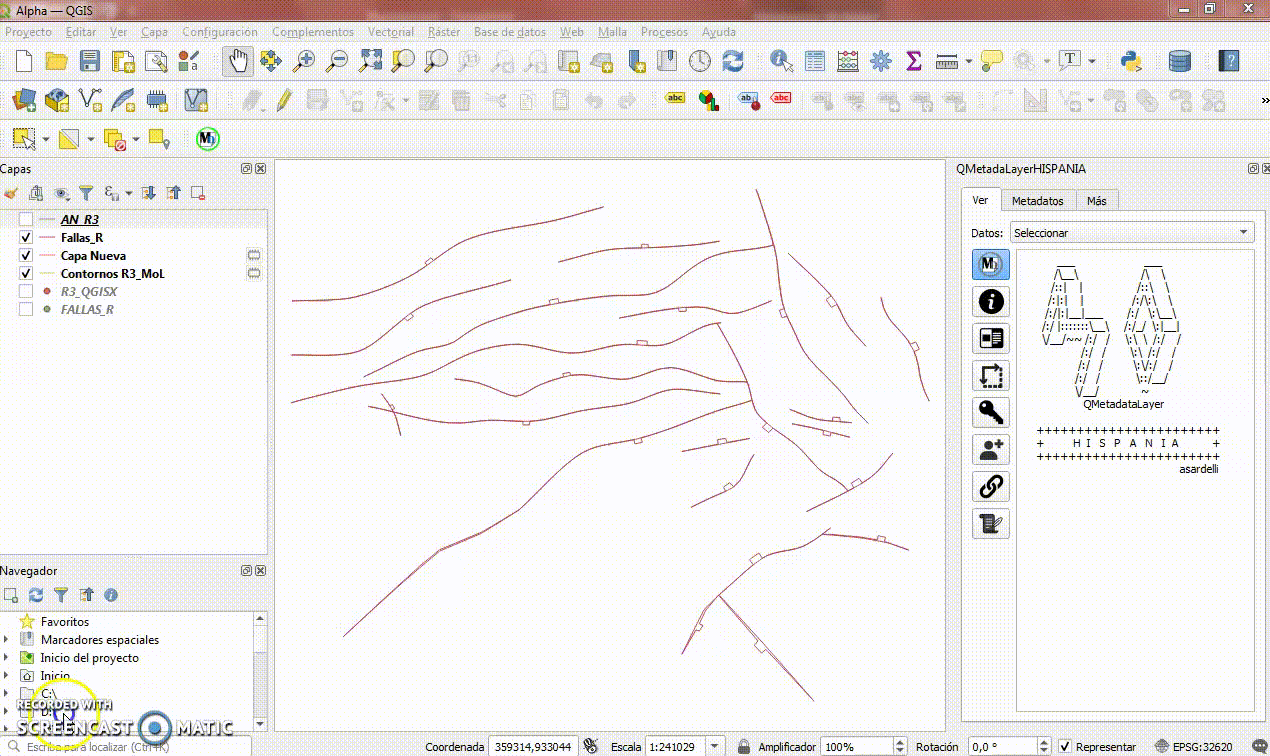 Alpha — QGIS
Proyecto Editar Ver Capa Configuración Complementos Vectorial Ráster Base de datos Web Malla Procesos Ayuda
Capas
QMetadaLayerHISPANIA
Ver Metadatos Más
AN_R3
Fallas_R
Capa Nueva
Contornos R3_MoL
R3_QGISX
FALLAS_R
Datos: Seleccionar
QMetadataLayer
+++++++++++++++++++++++
+ H I S P A N I A +
+++++++++++++++++++++++
asardelli
Navegador
Favoritos
Marcadores espaciales
Inicio del proyecto
Inicio
C:\
D:\
RECORDED WITH
SCREENCAST MATIC
Escriba para localizar (Ctrl+K)
Coordenada 359314,933044 Escala 1:241029 Amplificador 100% Rotación 0,0 ° Representar EPSG:32620